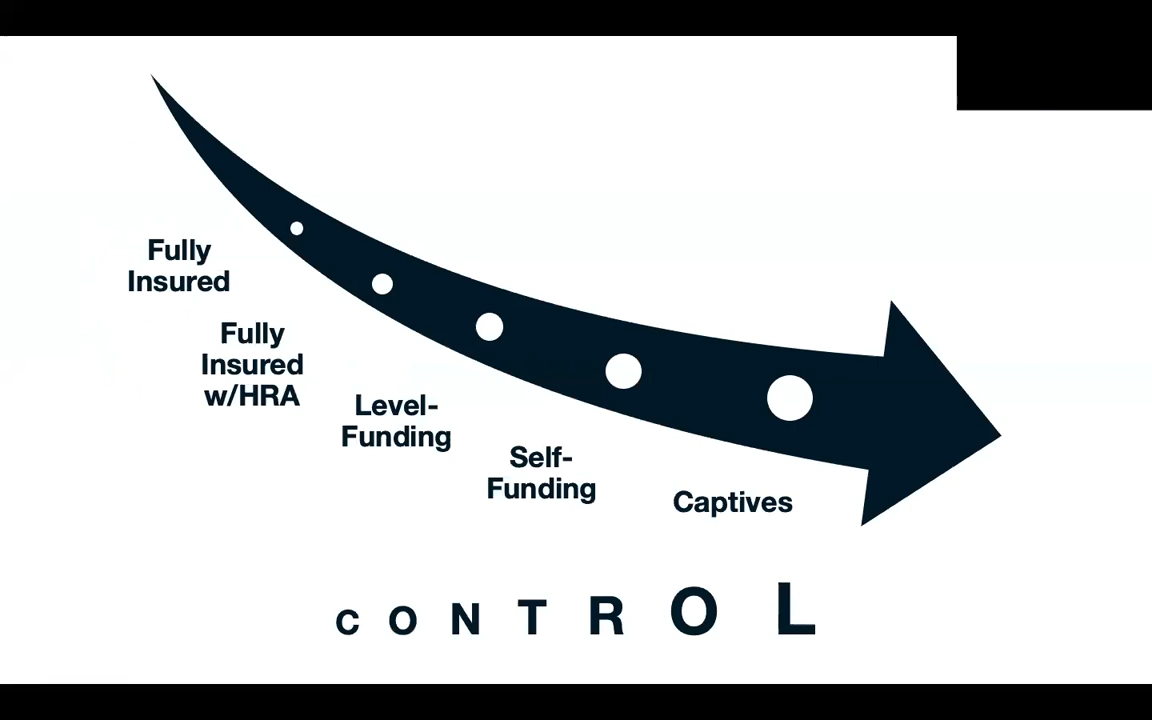 Fully
Insured
Fully
Insured
w/HRA
Level-
Funding
Self-
Funding
Captives
CONTROL